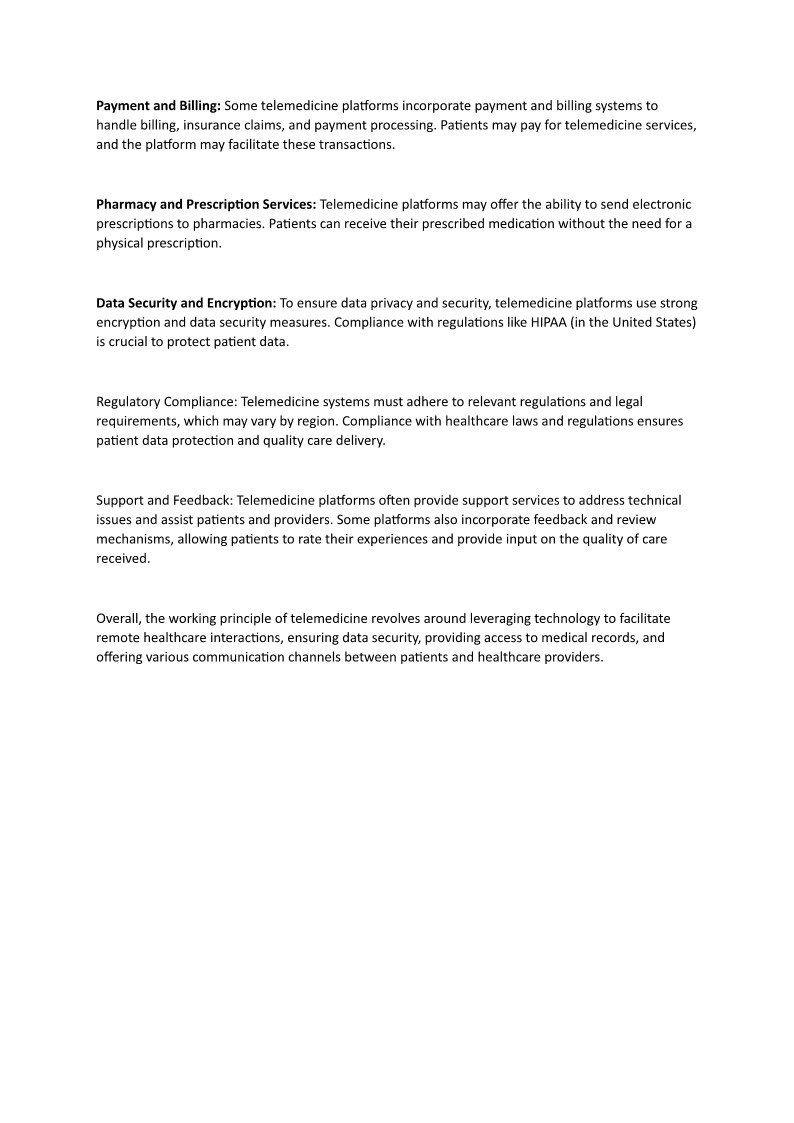 Payment and Billing: Some telemedicine platforms incorporate payment and billing systems to
handle billing, insurance claims, and payment processing. Patients may pay for telemedicine services,
and the platform may facilitate these transactions.
Pharmacy and Prescription Services: Telemedicine platforms may offer the ability to send electronic
prescriptions to pharmacies. Patients can receive their prescribed medication without the need for a
physical prescription.
Data Security and Encryption: To ensure data privacy and security, telemedicine platforms use strong
encryption and data security measures. Compliance with regulations like HIPAA (in the United States)
is crucial to protect patient data.
Regulatory Compliance: Telemedicine systems must adhere to relevant regulations and legal
requirements, which may vary by region. Compliance with healthcare laws and regulations ensures
patient data protection and quality care delivery.
Support and Feedback: Telemedicine platforms often provide support services to address technical
issues and assist patients and providers. Some platforms also incorporate feedback and review
mechanisms, allowing patients to rate their experiences and provide input on the quality of care
received.
Overall, the working principle of telemedicine revolves around leveraging technology to facilitate
remote healthcare interactions, ensuring data security, providing access to medical records, and
offering various communication channels between patients and healthcare providers.